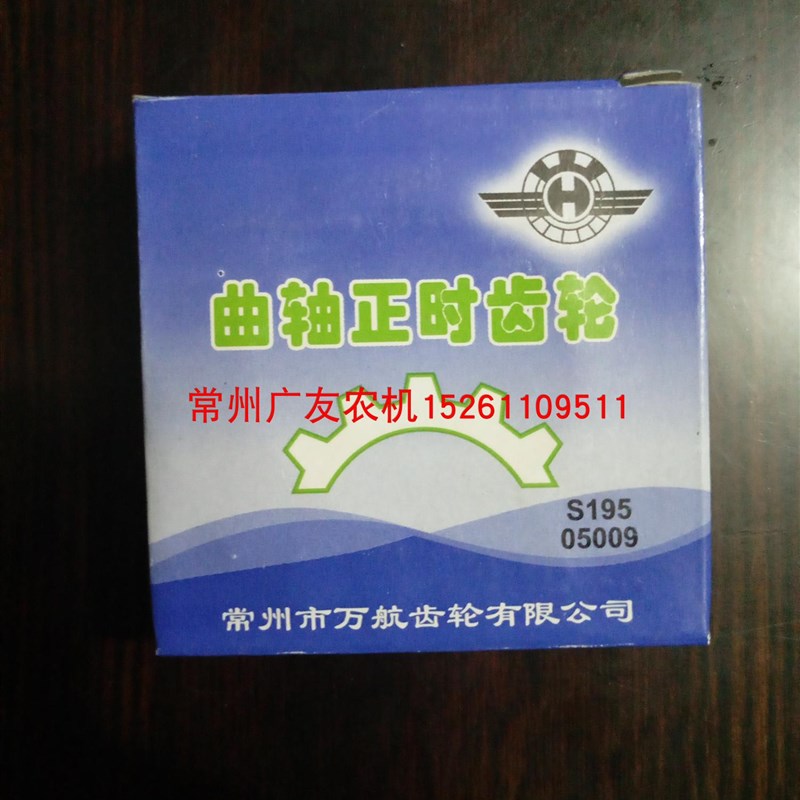 H
曲轴正时齿轮
常州广友农机15261109511
S195
05009
常州市万航齿轮有限公司